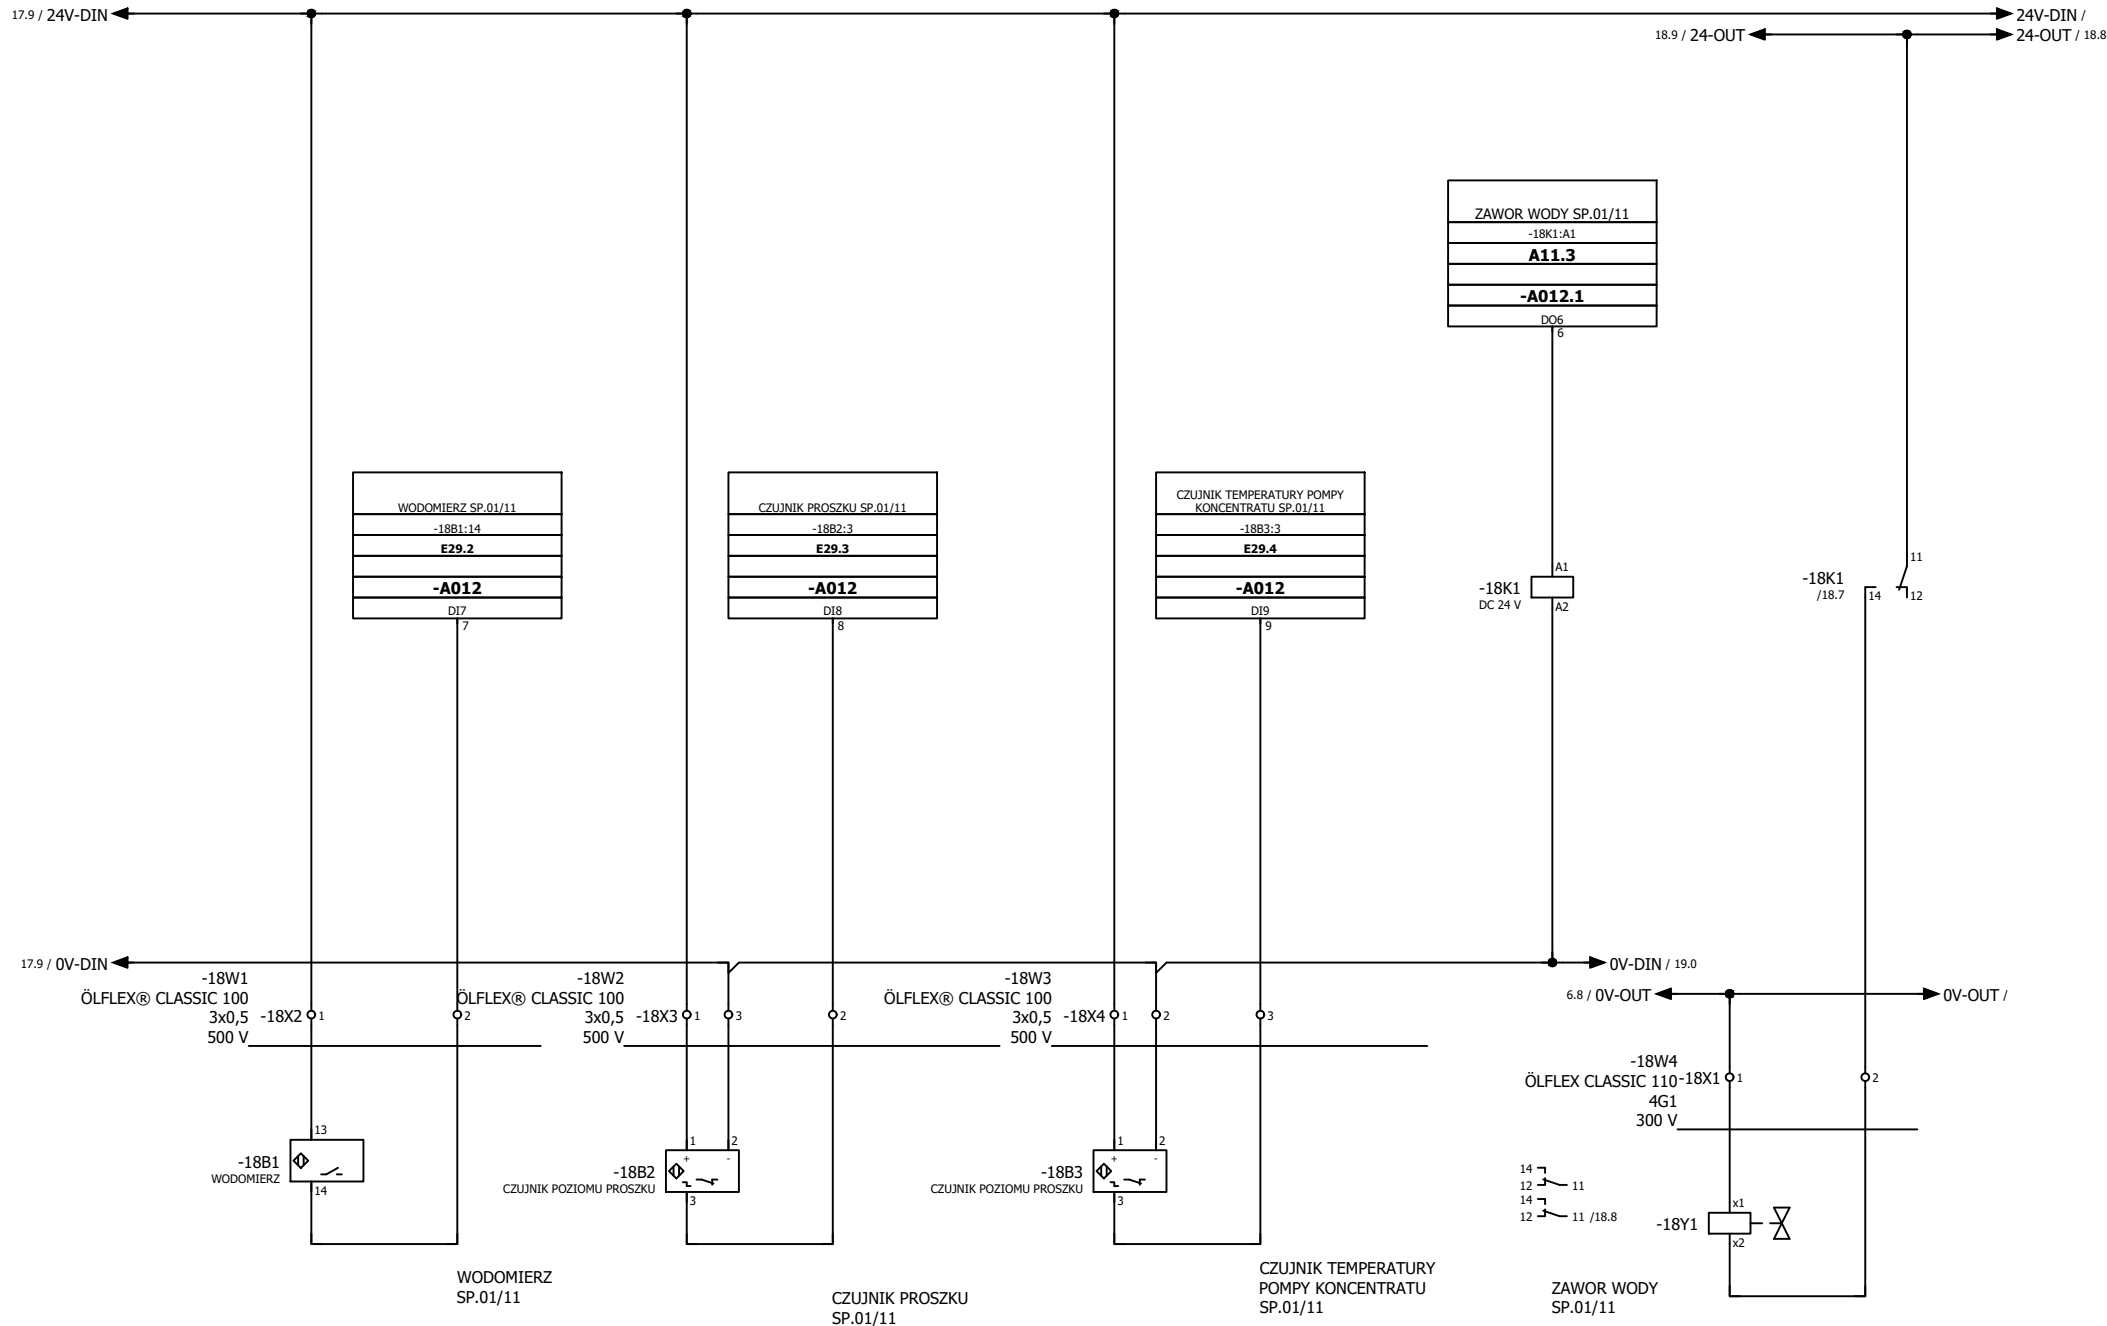 17.9 / 24V-DIN
24V-DIN /
18.9 / 24-OUT
24-OUT / 18.8
ZAWOR WODY SP.01/11
-18K1:A1
A11.3
-A012.1
DO6
6
WODOMIERZ SP.01/11
-18B1:14
E29.2
-A012
DI7
7
CZUJNIK PROSZKU SP.01/11
-18B2:3
E29.3
-A012
DI8
8
CZUJNIK TEMPERATURY POMPY
KONCENTRATU SP.01/11
-18B3:3
E29.4
-A012
DI9
9
-18K1
DC 24 V
A1
A2
-18K1
/18.7
11
14
12
17.9 / 0V-DIN
0V-DIN / 19.0
6.8 / 0V-OUT
0V-OUT /
-18W1
ÖLFLEX® CLASSIC 100
3x0,5
500 V
-18X2
1
2
-18W2
ÖLFLEX® CLASSIC 100
3x0,5
500 V
-18X3
1
3
2
-18W3
ÖLFLEX® CLASSIC 100
3x0,5
500 V
-18X4
1
2
3
-18W4
ÖLFLEX CLASSIC 110
4G1
300 V
-18X1
1
2
13
-18B1
WODOMIERZ
14
1
2
+
-
-18B2
CZUJNIK POZIOMU PROSZKU
3
1
2
+
-
-18B3
CZUJNIK POZIOMU PROSZKU
3
14
12
11
14
12
11 /18.8
x1
-18Y1
x2
WODOMIERZ
SP.01/11
CZUJNIK PROSZKU
SP.01/11
CZUJNIK TEMPERATURY
POMPY KONCENTRATU
SP.01/11
ZAWOR WODY
SP.01/11